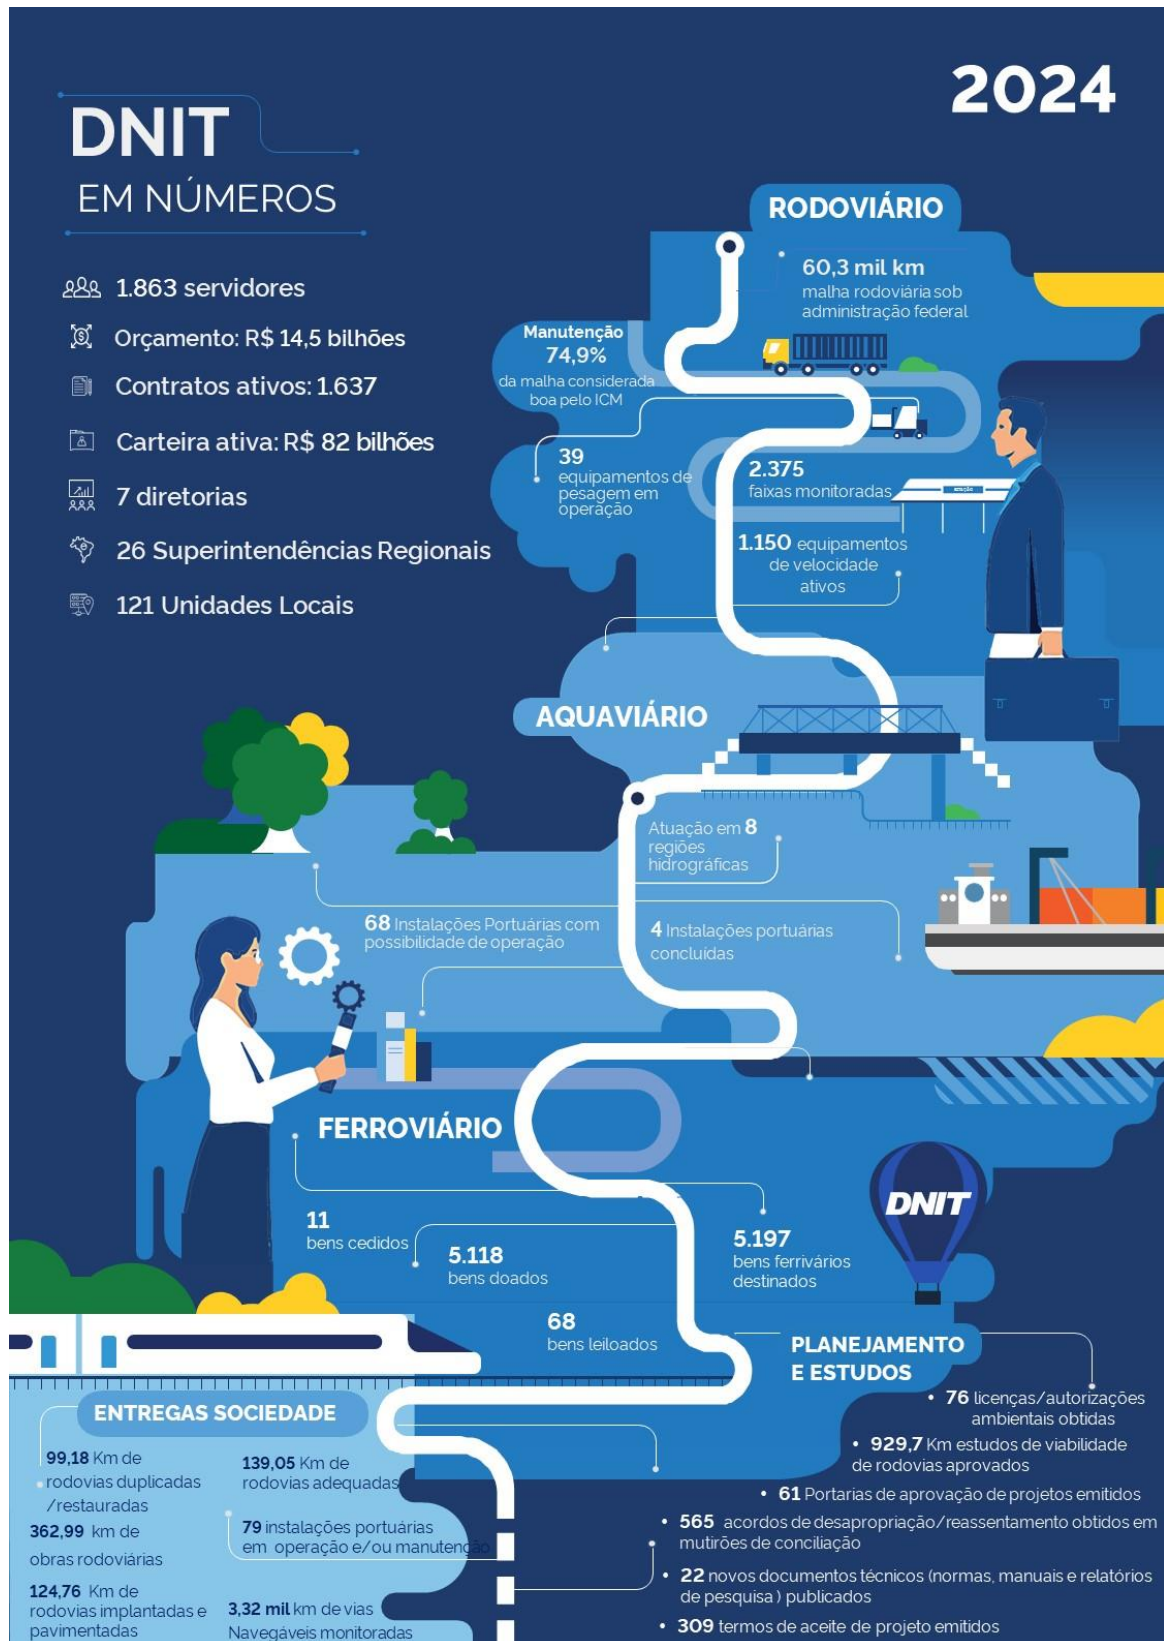 2024
DNIT
EM NÚMEROS
1.863 servidores
Orçamento: R$ 14,5 bilhões
Contratos ativos: 1.637
Carteira ativa: R$ 82 bilhões
7 diretorias
26 Superintendências Regionais
121 Unidades Locais
RODOVIÁRIO
60,3 mil km
malha rodoviária sob
administração federal
Manutenção
74,9%
da malha considerada
boa pelo ICM
39
equipamentos de
pesagem em
operação
2.375
faixas monitoradas
estação
1.150 equipamentos
de velocidade
ativos
AQUAVIÁRIO
Atuação em 8
regiões
hidrográficas
68 Instalações Portuárias com
possibilidade de operação
4 Instalações portuárias
concluídas
FERROVIÁRIO
11
bens cedidos
5.118
bens doados
5.197
bens ferrivários
destinados
68
bens leiloados
DNIT
PLANEJAMENTO
E ESTUDOS
• 76 licenças/autorizações
ambientais obtidas
• 929,7 Km estudos de viabilidade
de rodovias aprovados
• 61 Portarias de aprovação de projetos emitidos
• 565 acordos de desapropriação/reassentamento obtidos em
mutirões de conciliação
• 22 novos documentos técnicos (normas, manuais e relatórios
de pesquisa ) publicados
• 309 termos de aceite de projeto emitidos
ENTREGAS SOCIEDADE
99,18 Km de
rodovias duplicadas
/restauradas
362,99 km de
obras rodoviárias
124,76 Km de
rodovias implantadas e
pavimentadas
139,05 Km de
rodovias adequadas
79 instalações portuárias
em operação e/ou manutenção
3,32 mil km de vias
Navegáveis monitoradas